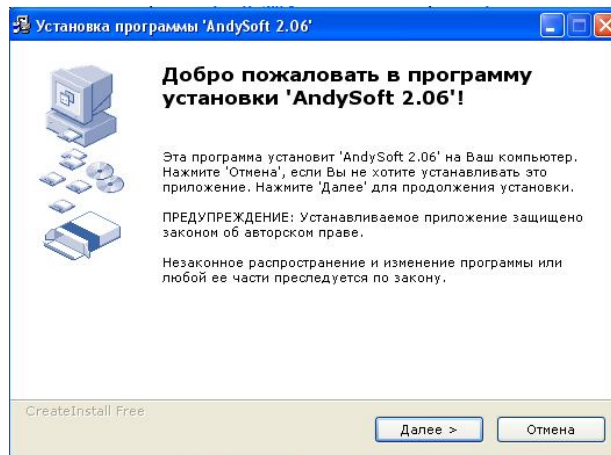 Установка программы 'AndySoft 2.06'
Добро пожаловать в программу
установки 'AndySoft 2.06'!
Эта программа установит 'AndySoft 2.06' на Ваш компьютер.
Нажмите 'Отмена', если Вы не хотите устанавливать это
приложение. Нажмите 'Далее' для продолжения установки.
ПРЕДУПРЕЖДЕНИЕ: Устанавливаемое приложение защищено
законом об авторском праве.
Незаконное распространение и изменение программы или
любой ее части преследуется по закону.
CreateInstall Free
Далее >
Отмена